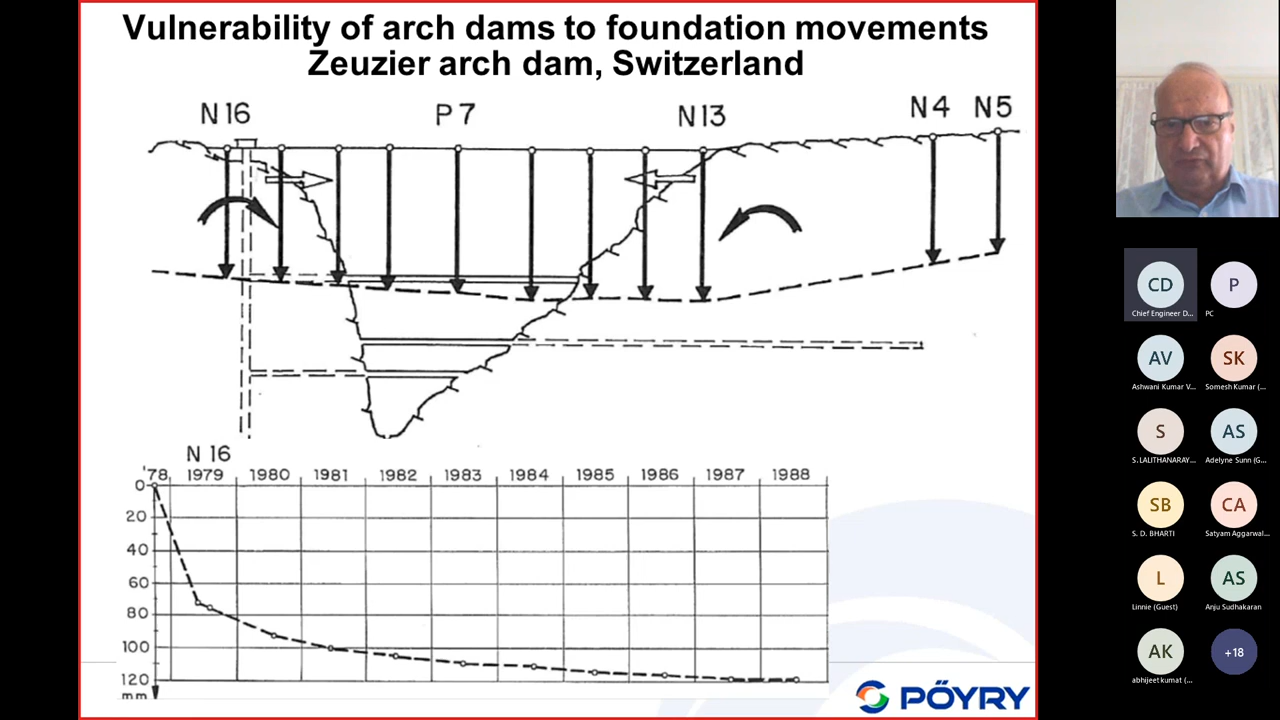 Vulnerability of arch dams to foundation movements
Zeuzier arch dam, Switzerland
N 16 P 7 N 13 N 4 N 5
N 16
'78 1979 1980 1981 1982 1983 1984 1985 1986 1987 1988
0
20
40
60
80
100
120
mm
PÖYRY
CD P
Chief Engineer D... PC
AV SK
Ashwani Kumar V... Somesh Kumar (...
S AS
S. LALITHANARAY... Adelyne Sunn (G...
SB CA
S. D. BHARTI Satyam Aggarwal...
L AS
Linnie (Guest) Anju Sudhakaran
AK +18
abhijeet kumat (...